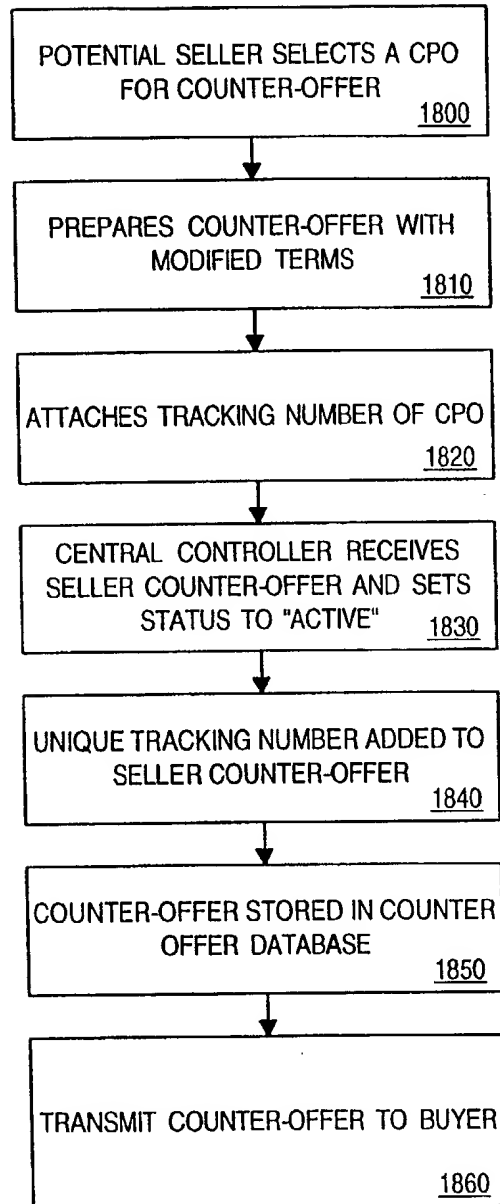 POTENTIAL SELLER SELECTS A CPO
FOR COUNTER-OFFER
1800
PREPARES COUNTER-OFFER WITH
MODIFIED TERMS
1810
ATTACHES TRACKING NUMBER OF CPO
1820
CENTRAL CONTROLLER RECEIVES
SELLER COUNTER-OFFER AND SETS
STATUS TO "ACTIVE"
1830
UNIQUE TRACKING NUMBER ADDED TO
SELLER COUNTER-OFFER
1840
COUNTER-OFFER STORED IN COUNTER
OFFER DATABASE
1850
TRANSMIT COUNTER-OFFER TO BUYER
1860